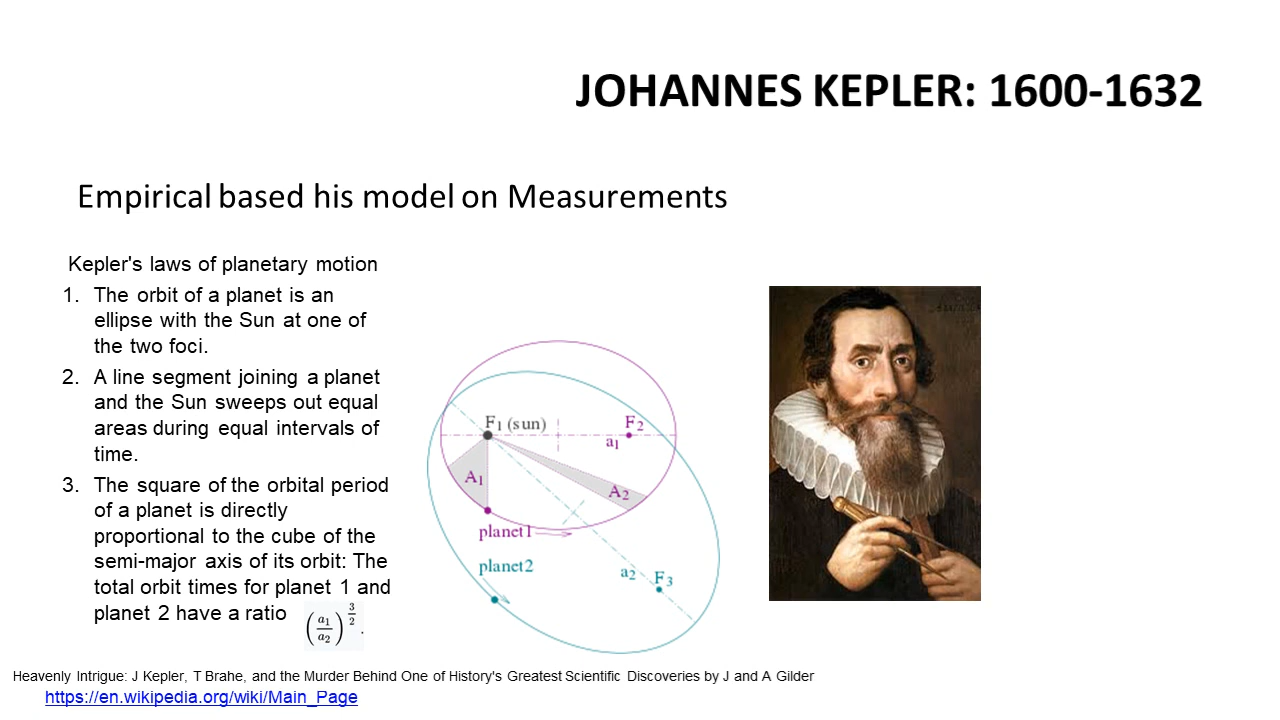 JOHANNES KEPLER: 1600-1632
Empirical based his model on Measurements
Kepler's laws of planetary motion
1. The orbit of a planet is an
ellipse with the Sun at one of
the two foci.
2. A line segment joining a planet
and the Sun sweeps out equal
areas during equal intervals of
time.
3. The square of the orbital period
of a planet is directly
proportional to the cube of the
semi-major axis of its orbit: The
total orbit times for planet 1 and
planet 2 have a ratio (a₁/a₂)^(3/2).
F₁ (sun)
F₂
a₁
A₁
A₂
planet1
planet2
a₂
F₃
Heavenly Intrigue: J Kepler, T Brahe, and the Murder Behind One of History's Greatest Scientific Discoveries by J and A Gilder
https://en.wikipedia.org/wiki/Main_Page